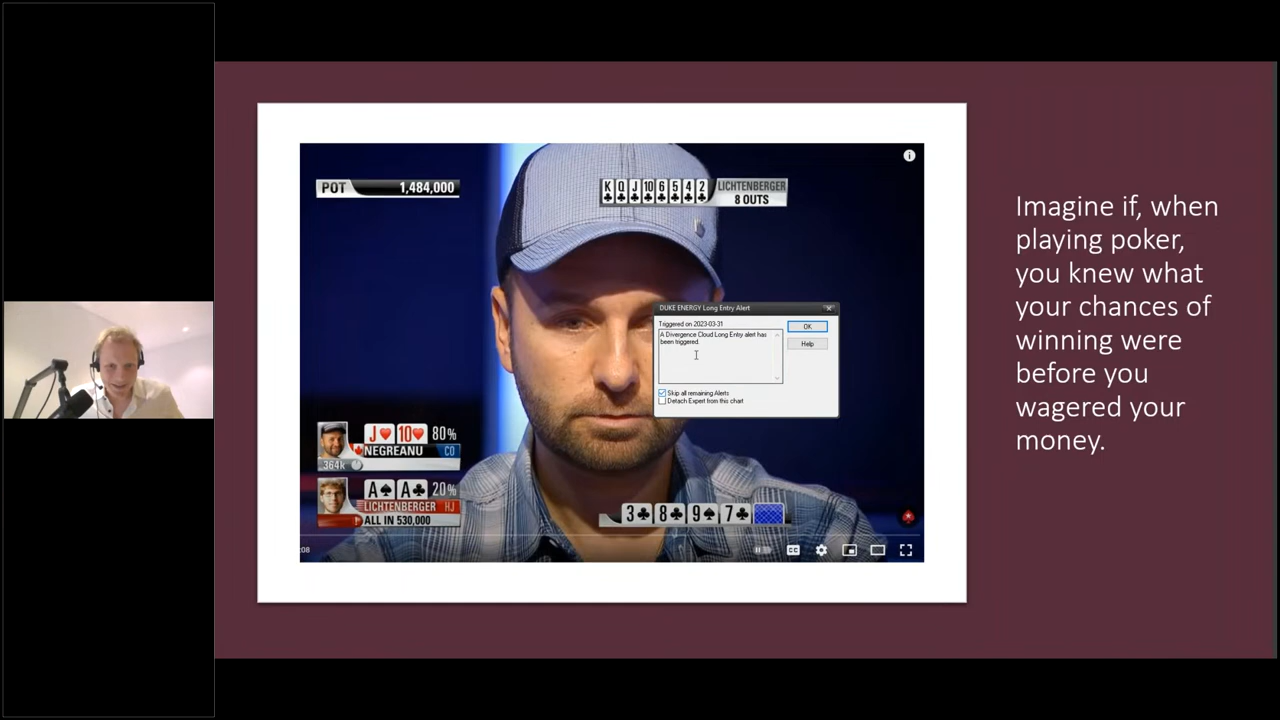 POT 1,484,000
K Q J 10 6 5 4 2
LICHTENBERGER
8 OUTS
i
DUKE ENERGY Long Entry Alert
Triggered on 2023-03-31
A Divergence Cloud Long Entry alert has
been triggered.
OK
Help
Skip all remaining Alerts
Detach Expert from this chart
J♥ 10♥ 80%
NEGREANU CO
364k
A♠ A♣ 20%
LICHTENBERGER HJ
ALL IN 530,000
3♣ 8♣ 9♠ 7♣
:08
CC
Imagine if, when
playing poker,
you knew what
your chances of
winning were
before you
wagered your
money.